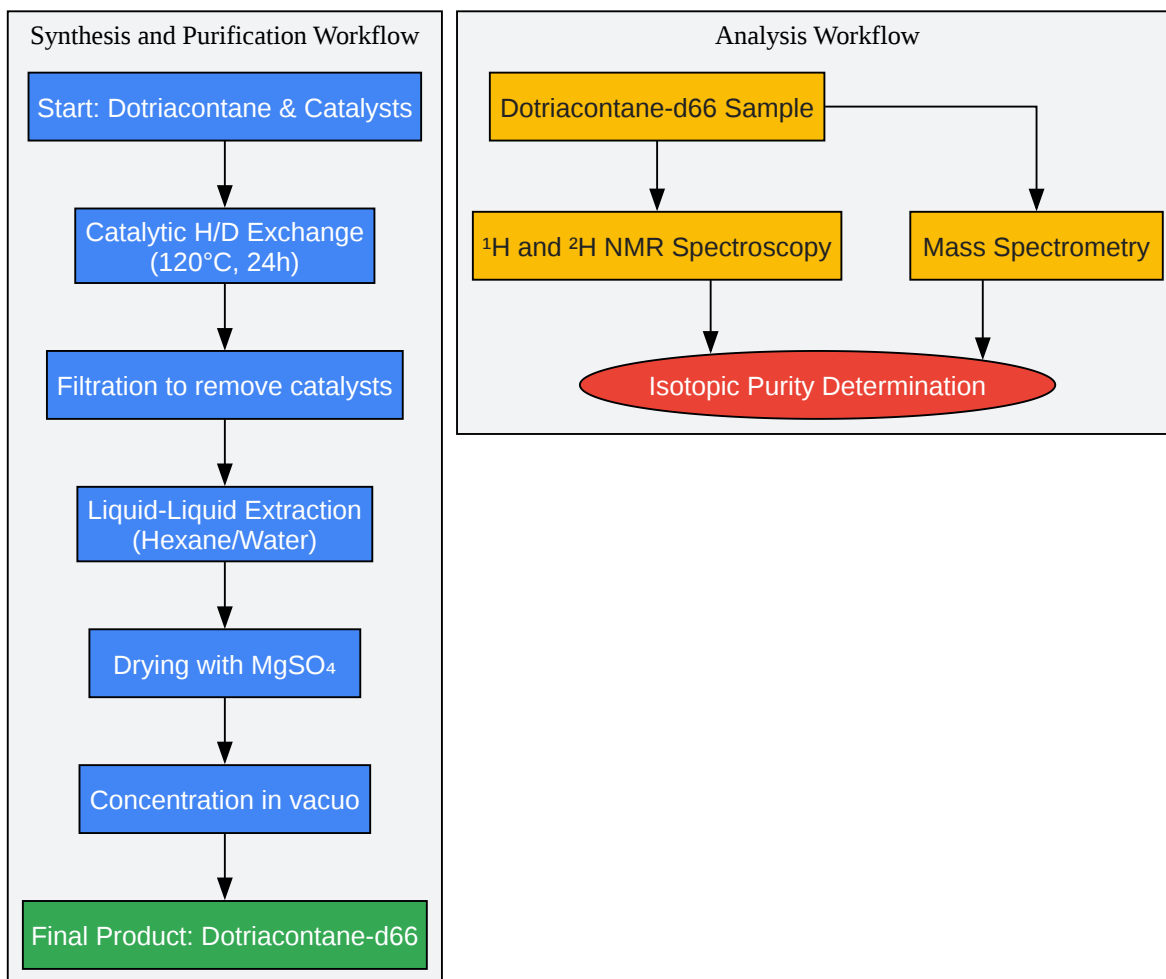 Synthesis and Purification Workflow
Start: Dotriacontane & Catalysts
Catalytic H/D Exchange
(120°C, 24h)
Filtration to remove catalysts
Liquid-Liquid Extraction
(Hexane/Water)
Drying with MgSO₄
Concentration in vacuo
Final Product: Dotriacontane-d66
Analysis Workflow
Dotriacontane-d66 Sample
¹H and ²H NMR Spectroscopy
Mass Spectrometry
Isotopic Purity Determination